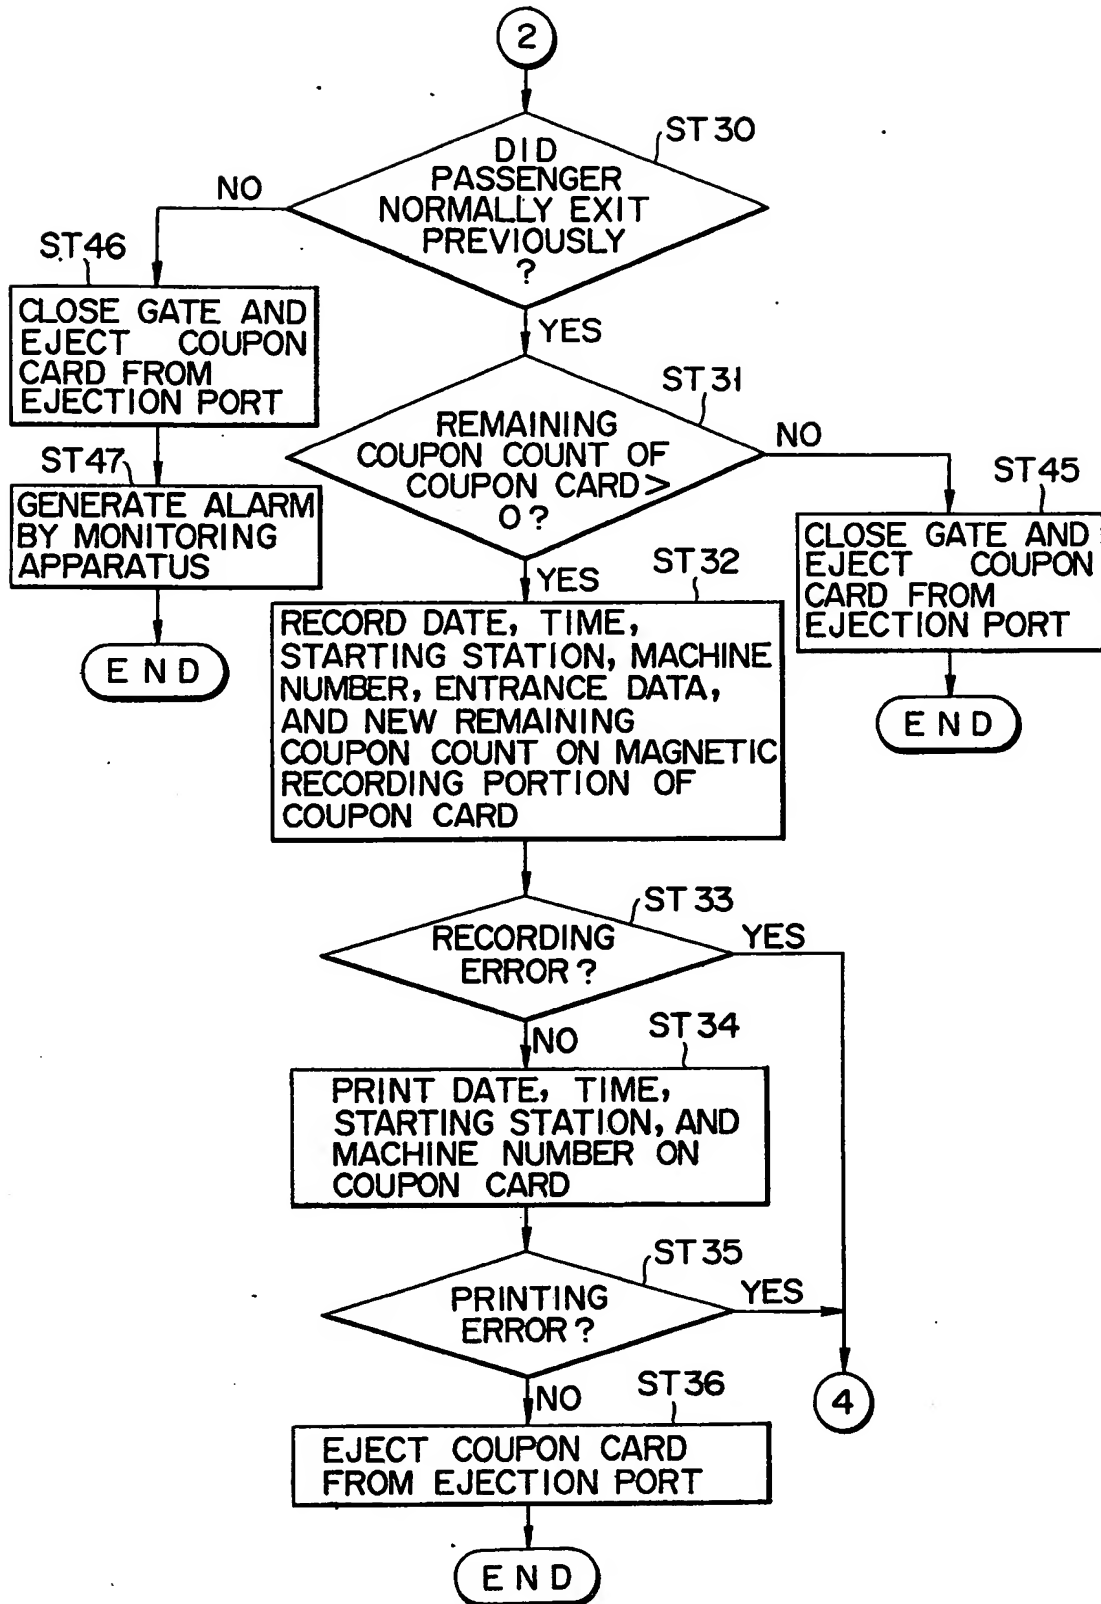 2
ST30
DID
PASSENGER
NORMALLY EXIT
PREVIOUSLY
?
NO
ST46
CLOSE GATE AND
EJECT COUPON
CARD FROM
EJECTION PORT
YES
ST31
REMAINING
COUPON COUNT OF
COUPON CARD>
0?
NO
ST47
GENERATE ALARM
BY MONITORING
APPARATUS
END
ST45
CLOSE GATE AND
EJECT COUPON
CARD FROM
EJECTION PORT
END
YES
ST32
RECORD DATE, TIME,
STARTING STATION, MACHINE
NUMBER, ENTRANCE DATA,
AND NEW REMAINING
COUPON COUNT ON MAGNETIC
RECORDING PORTION OF
COUPON CARD
ST33
RECORDING
ERROR?
YES
NO
ST34
PRINT DATE, TIME,
STARTING STATION, AND
MACHINE NUMBER ON
COUPON CARD
ST35
PRINTING
ERROR?
YES
4
NO
ST36
EJECT COUPON CARD
FROM EJECTION PORT
END